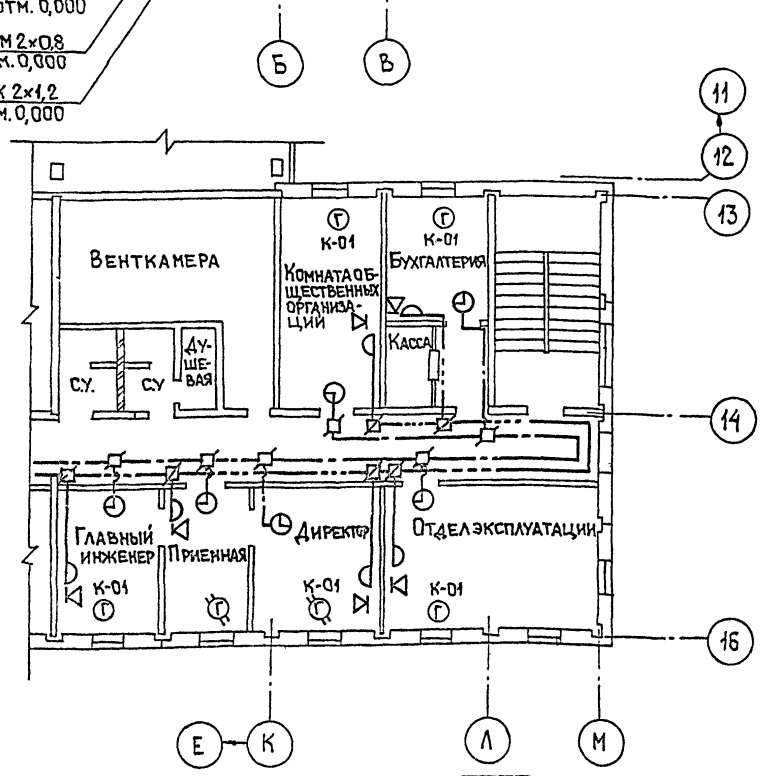 ОТМ. 0,000
М 2×0,8
М. 0,000
К 2×1,2
М. 0,000
Б
В
11
12
13
Г
К-01
Г
К-01
ВЕНТКАМЕРА
КОМНАТА ОБ-
ЩЕСТВЕННЫХ
ОРГАНИЗА-
ЦИЙ
БУХГАЛТЕРИЯ
КАССА
ДУ-
ШЕ-
ВАЯ
С.У.
С.У
14
ГЛАВНЫЙ
ИНЖЕНЕР
ПРИЕННАЯ
ДИРЕКТОР
ОТДЕЛ ЭКСПЛУАТАЦИИ
К-01
Г
Г
К-01
Г
К-01
Г
16
Е
К
Л
М